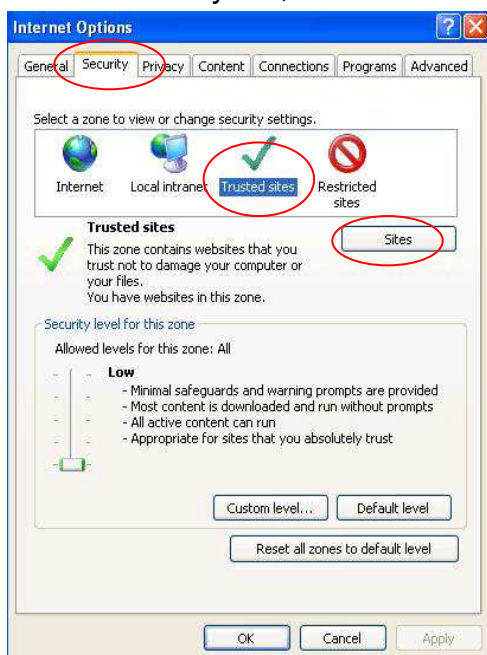 Internet Options
General Security Privacy Content Connections Programs Advanced
Select a zone to view or change security settings.
Internet Local intranet Trusted sites Restricted sites
Sites
Trusted sites
This zone contains websites that you
trust not to damage your computer or
your files.
You have websites in this zone.
Security level for this zone
Allowed levels for this zone: All
Low
- Minimal safeguards and warning prompts are provided
- Most content is downloaded and run without prompts
- All active content can run
- Appropriate for sites that you absolutely trust
Custom level... Default level
Reset all zones to default level
OK Cancel Apply